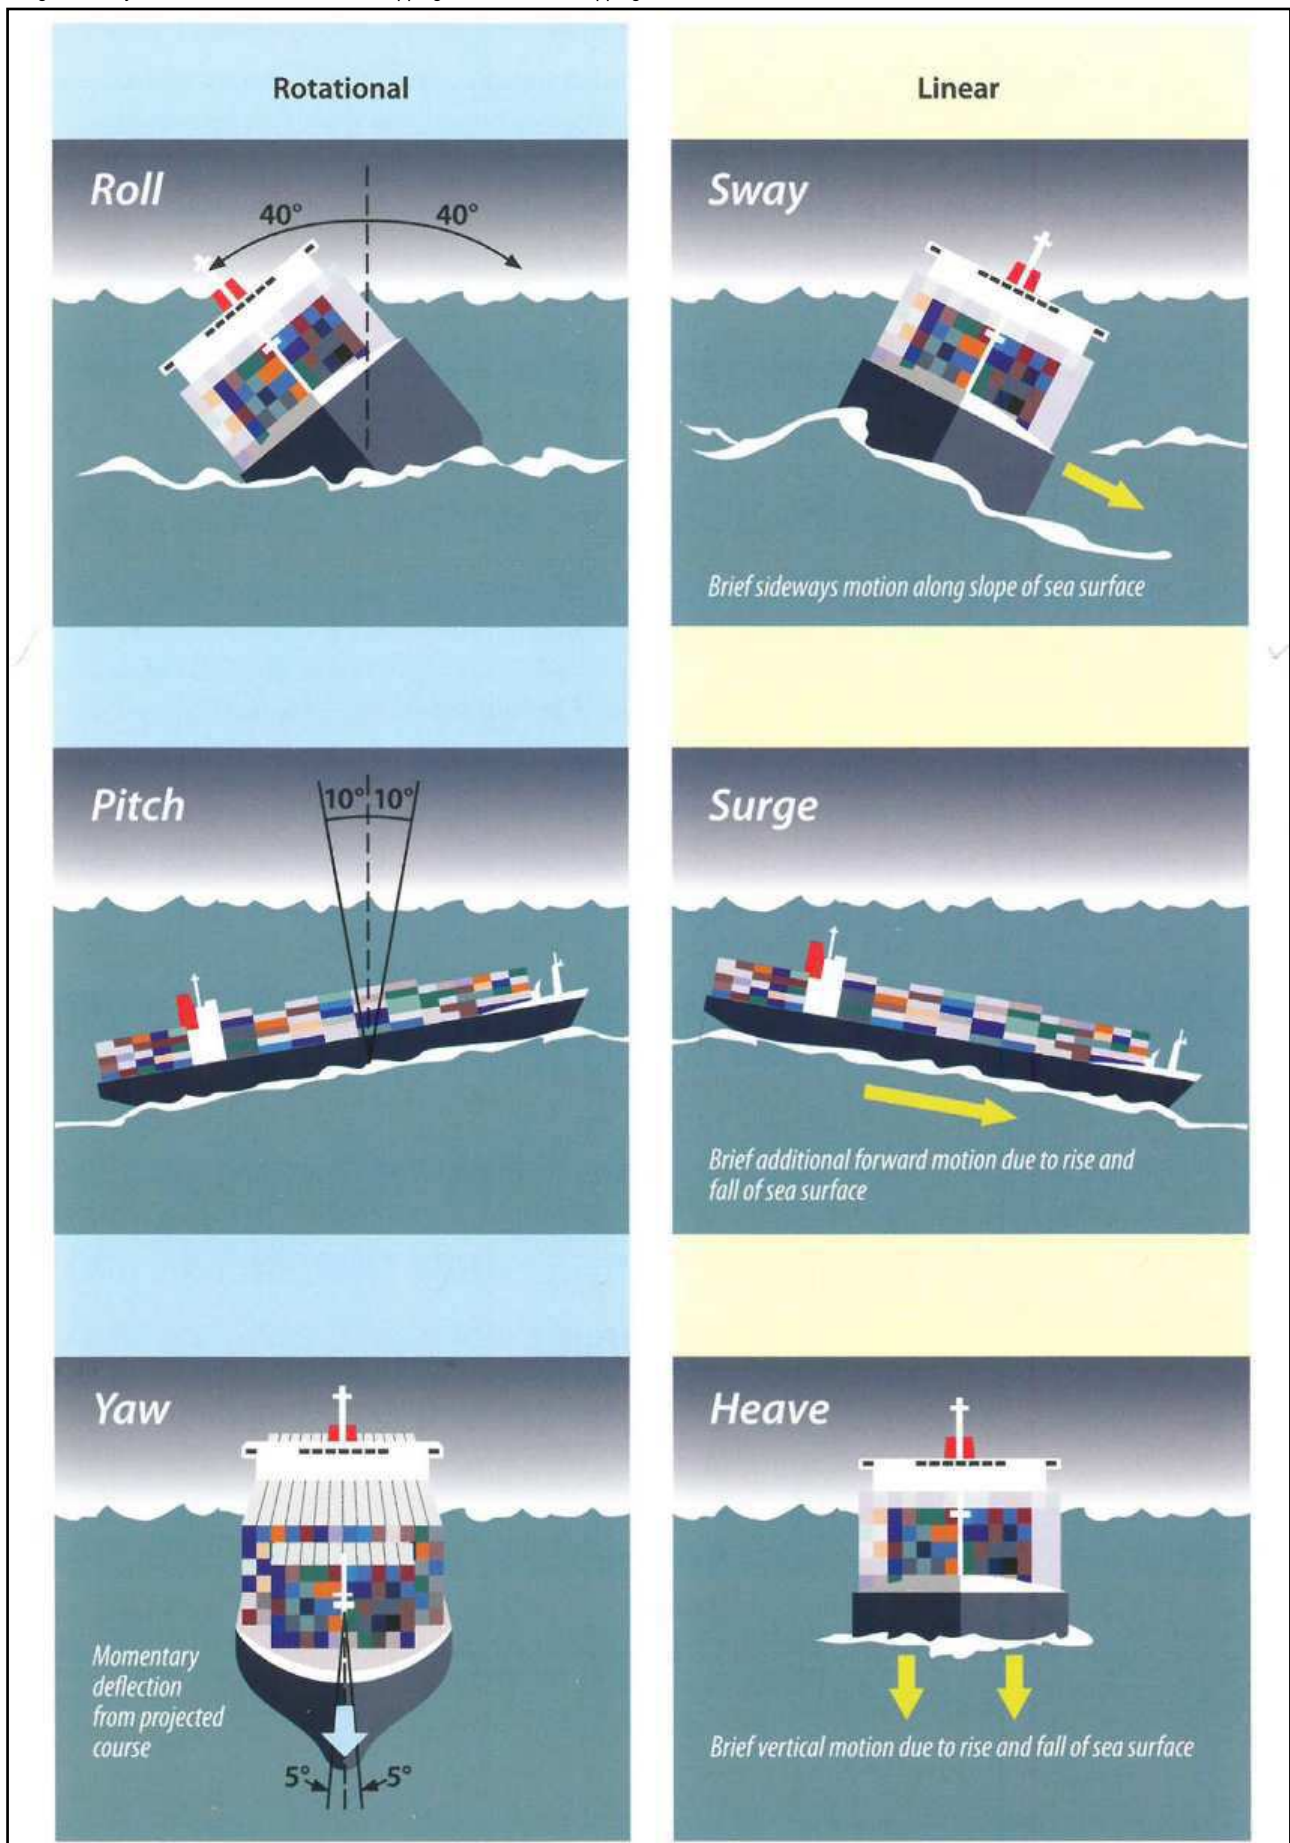 Rotational
Linear
Roll
40°
40°
Sway
Brief sideways motion along slope of sea surface
Pitch
10°
10°
Surge
Brief additional forward motion due to rise and
fall of sea surface
Yaw
Momentary
deflection
from projected
course
5°
5°
Heave
Brief vertical motion due to rise and fall of sea surface